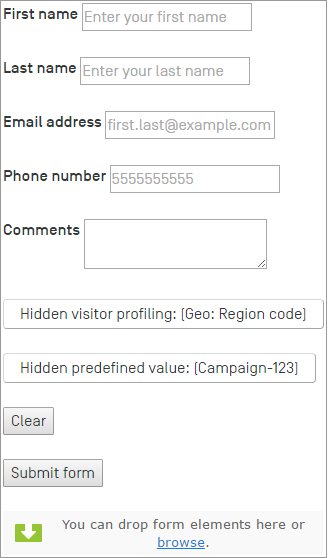 First name Enter your first name
Last name Enter your last name
Email address first.last@example.com
Phone number 5555555555
Comments
Hidden visitor profiling: (Geo: Region code)
Hidden predefined value: (Campaign-123)
Clear
Submit form
You can drop form elements here or
browse.